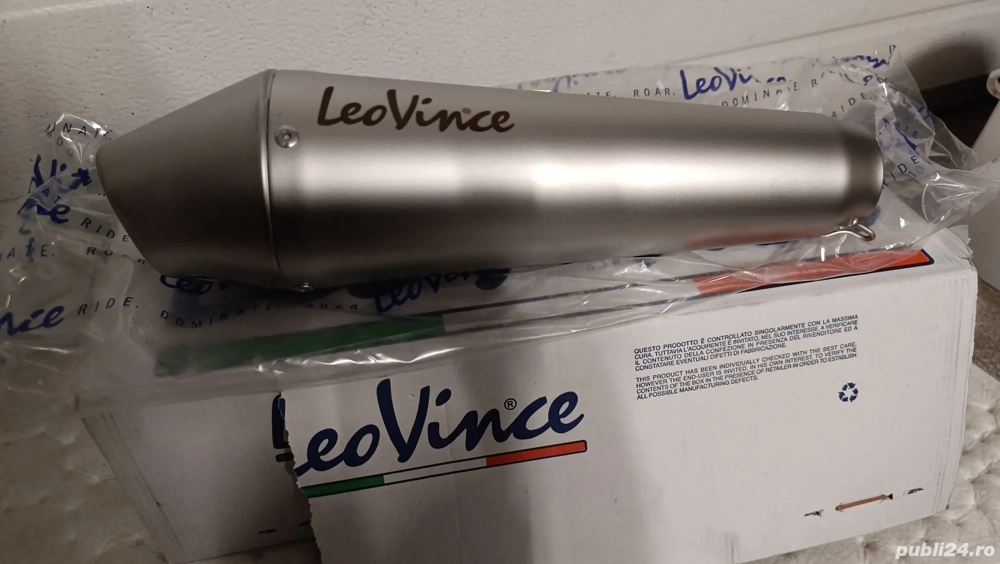 LeoVince
LeoVin
ROAR.
DOMINATE. R
RIDE.
RIDE
RIDE. DOMINATE. ROAR.
nce
QUESTO PRODOTTO È CONTROLLATO SINGOLARMENTE CON LA MASSIMA
CURA. TUTTAVIA L'ACQUIRENTE È INVITATO, NEL SUO INTERESSE, A VERIFICARE
IL CONTENUTO DELLA CONFEZIONE IN PRESENZA DEL RIVENDITORE ED A
CONSTATARE EVENTUALI DIFETTI DI FABBRICAZIONE.
THIS PRODUCT HAS BEEN INDIVIDUALLY CHECKED WITH THE BEST CARE.
HOWEVER THE END-USER IS INVITED, IN HIS OWN INTEREST, TO VERIFY THE
CONTENTS OF THE BOX IN THE PRESENCE OF RETAILER IN ORDER TO ESTABLISH
ALL POSSIBLE MANUFACTURING DEFECTS.
LeoVince®
publi24.ro